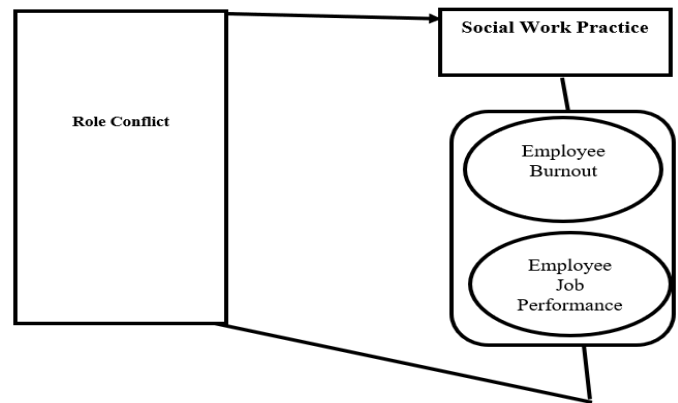 Social Work Practice
Role Conflict
Employee
Burnout
Employee
Job
Performance